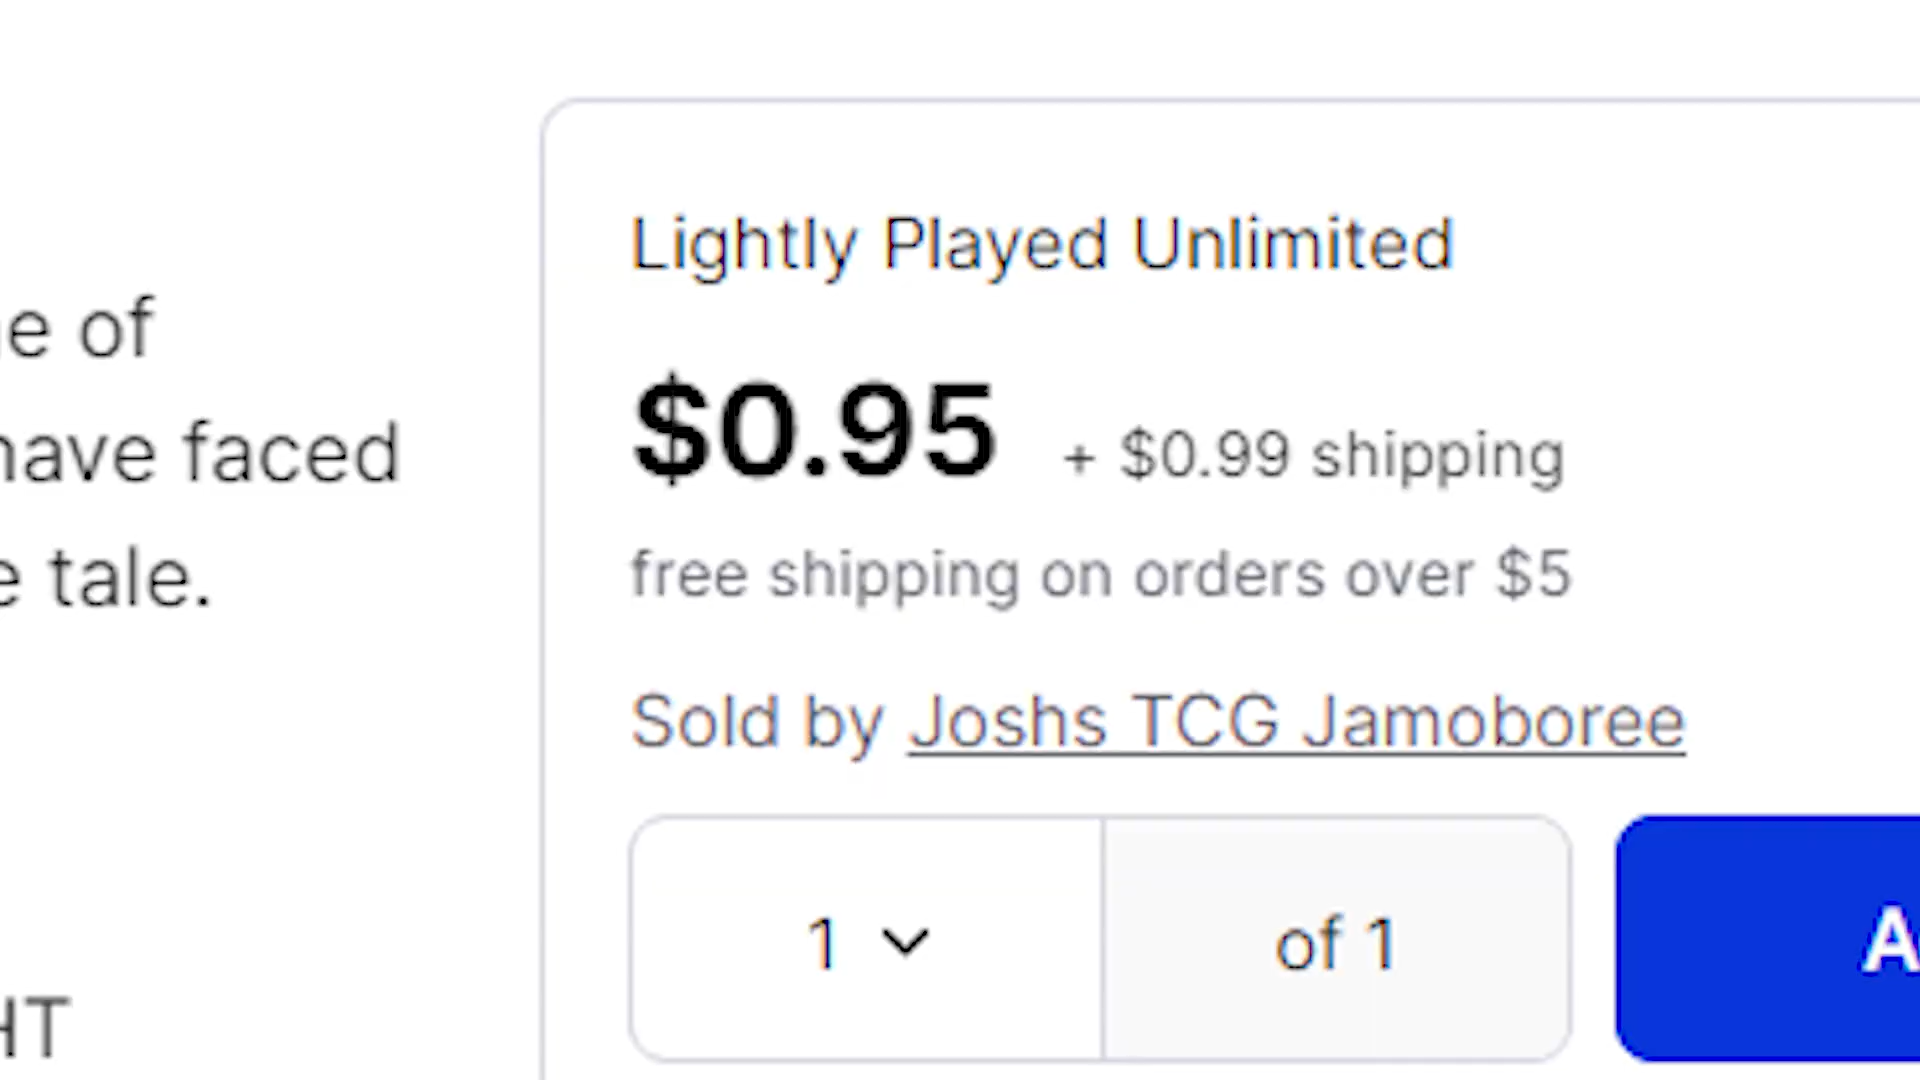 of
have faced
tale.
HT
Lightly Played Unlimited
$0.95 + $0.99 shipping
free shipping on orders over $5
Sold by Joshs TCG Jamoboree
1 of 1